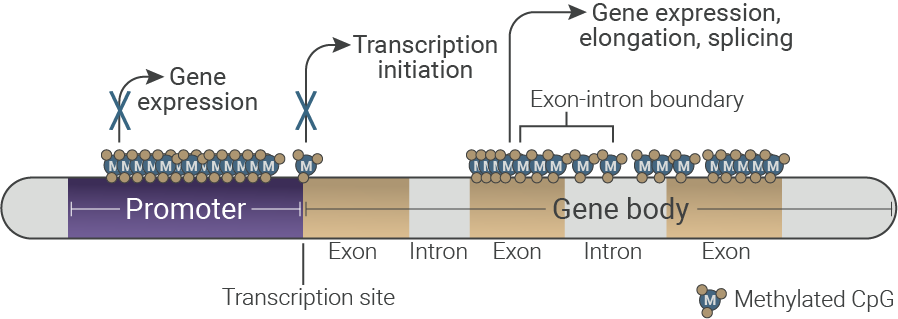 Gene expression,
elongation, splicing
Transcription
initiation
Gene
expression
Exon-intron boundary
M M M M M M M M M M M M
M
M M M M M M M M M
M M M
M M M M M
Promoter
Gene body
Exon
Intron
Exon
Intron
Exon
Transcription site
M Methylated CpG